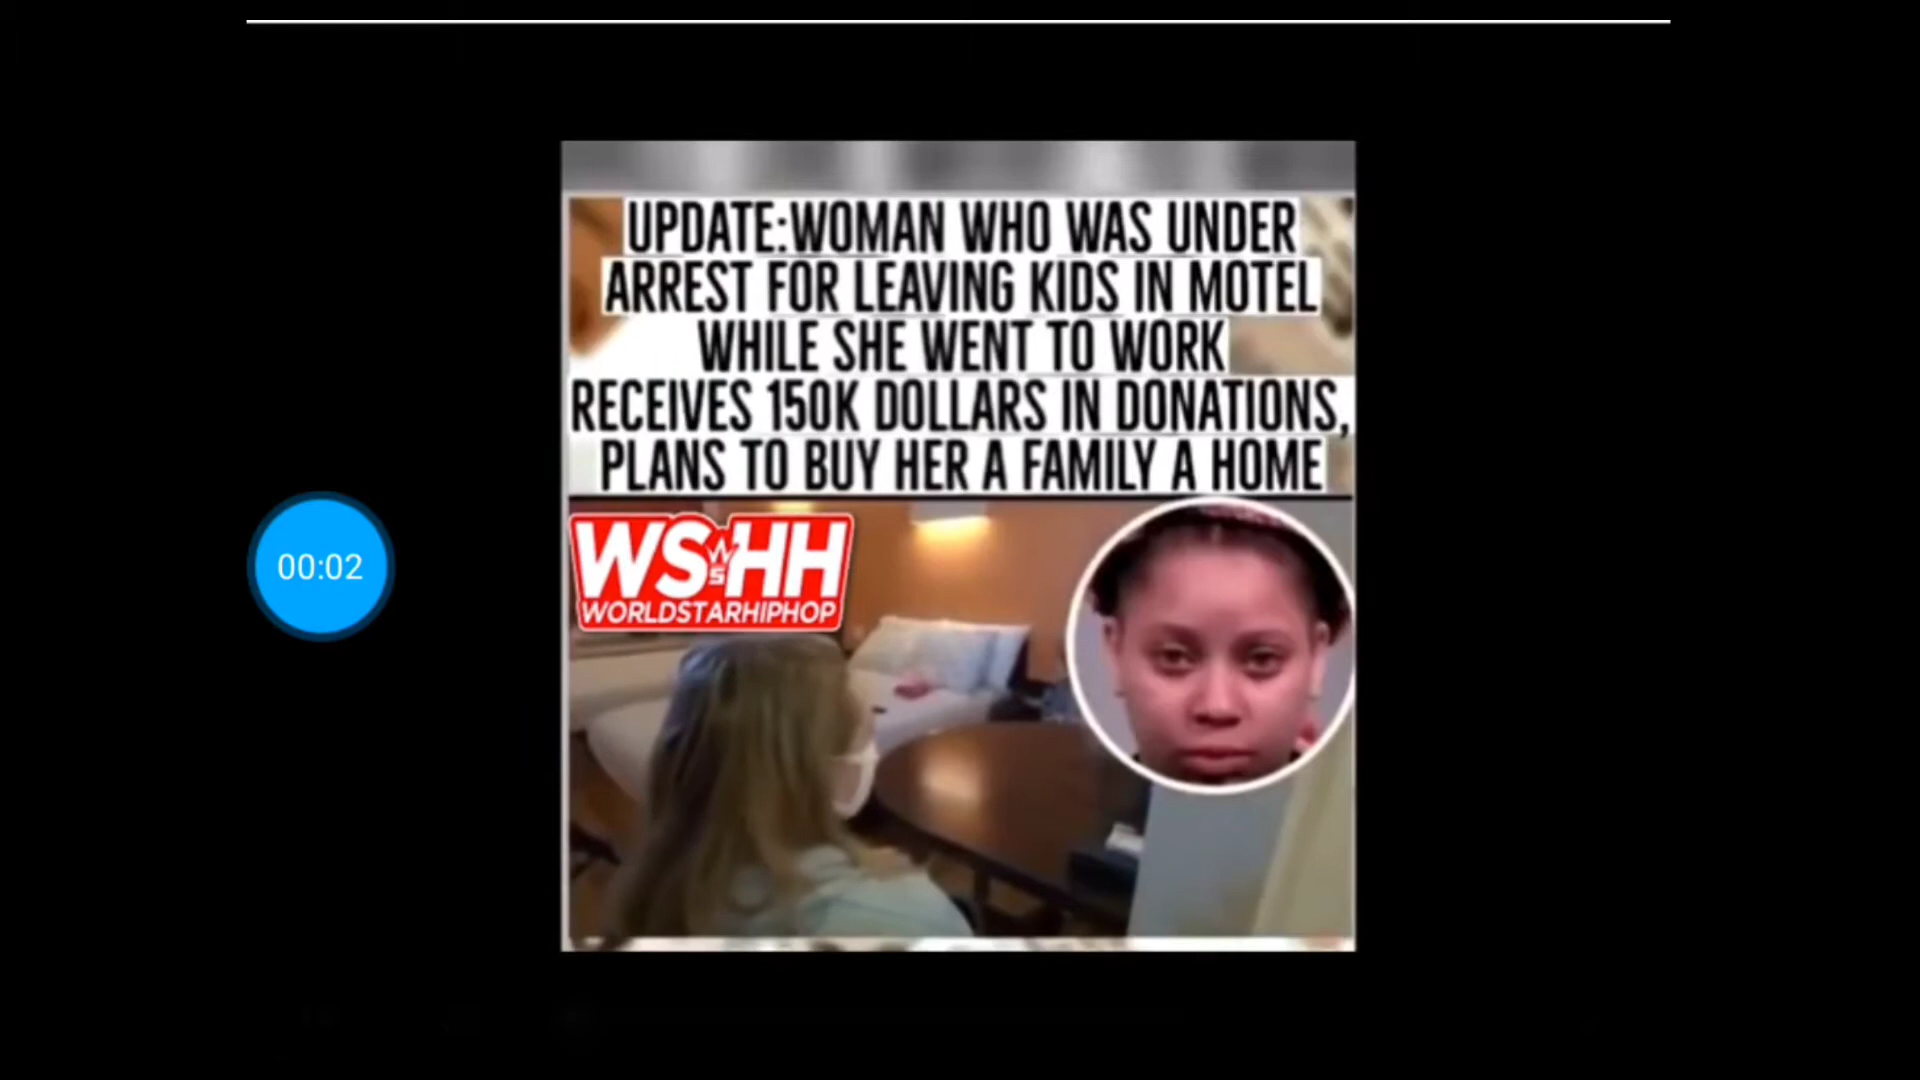 UPDATE:WOMAN WHO WAS UNDER
ARREST FOR LEAVING KIDS IN MOTEL
WHILE SHE WENT TO WORK
RECEIVES 150K DOLLARS IN DONATIONS,
PLANS TO BUY HER A FAMILY A HOME
WSHH
WS
WORLDSTARHIPHOP
00:02